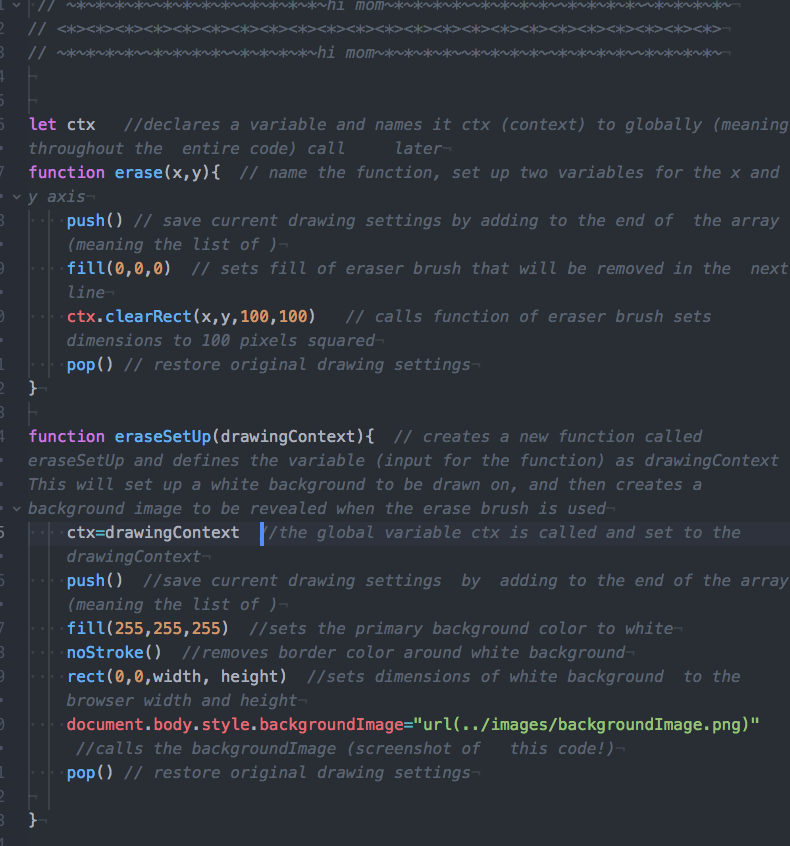 // ~*~*~*~*~*~*~*~*~*~*~*~*~*~hi mom~*~*~*~*~*~*~*~*~*~*~*~*~*~*~*~*~*~*~
// <*><*><*><*><*><*><*><*><*><*><*><*><*><*><*><*><*><*><*><*><*><*><*>
// ~*~*~*~*~*~*~*~*~*~*~*~*~*~hi mom~*~*~*~*~*~*~*~*~*~*~*~*~*~*~*~*~*~*~
let ctx   //declares a variable and names it ctx (context) to globally (meaning
throughout the  entire code) call     later
function erase(x,y){  // name the function, set up two variables for the x and
y axis
push() // save current drawing settings by adding to the end of  the array
(meaning the list of )
fill(0,0,0)  // sets fill of eraser brush that will be removed in the  next
line
ctx.clearRect(x,y,100,100)   // calls function of eraser brush sets
dimensions to 100 pixels squared
pop() // restore original drawing settings
}
function eraseSetUp(drawingContext){  // creates a new function called
eraseSetUp and defines the variable (input for the function) as drawingContext
This will set up a white background to be drawn on, and then creates a
background image to be revealed when the erase brush is used
ctx=drawingContext  //the global variable ctx is called and set to the
drawingContext
push()  //save current drawing settings  by  adding to the end of the array
(meaning the list of )
fill(255,255,255)  //sets the primary background color to white
noStroke()  //removes border color around white background
rect(0,0,width, height)  //sets dimensions of white background  to the
browser width and height
document.body.style.backgroundImage="url(../images/backgroundImage.png)"
//calls the backgroundImage (screenshot of   this code!)
pop() // restore original drawing settings
}